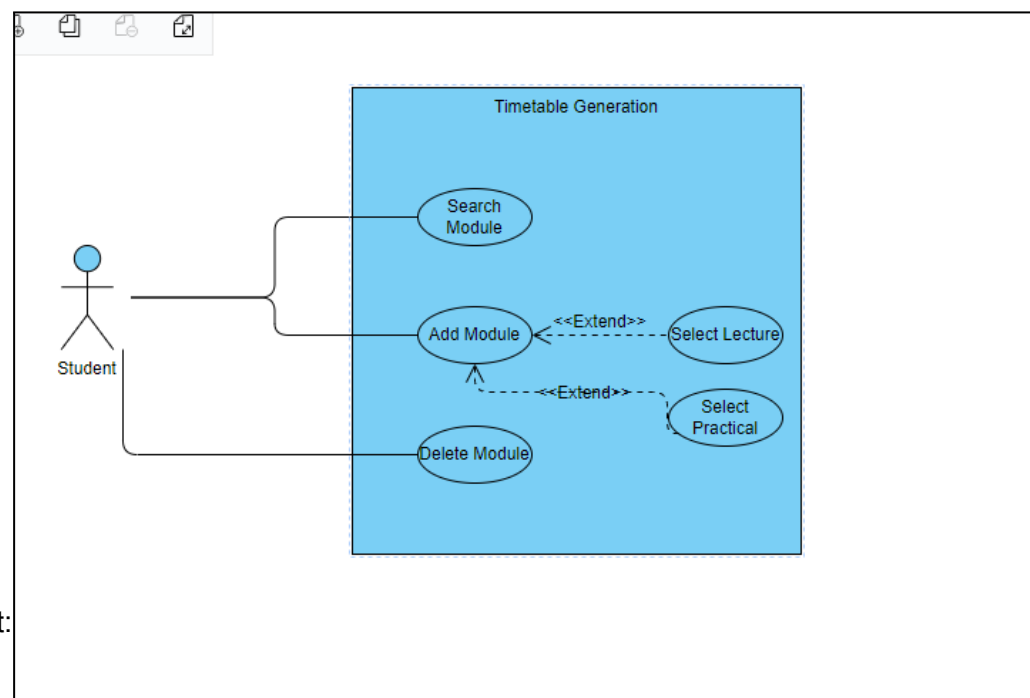 Timetable Generation
Search
Module
Add Module
<<Extend>>
Select Lecture
<<Extend>>
Select
Practical
Student
Delete Module
t: